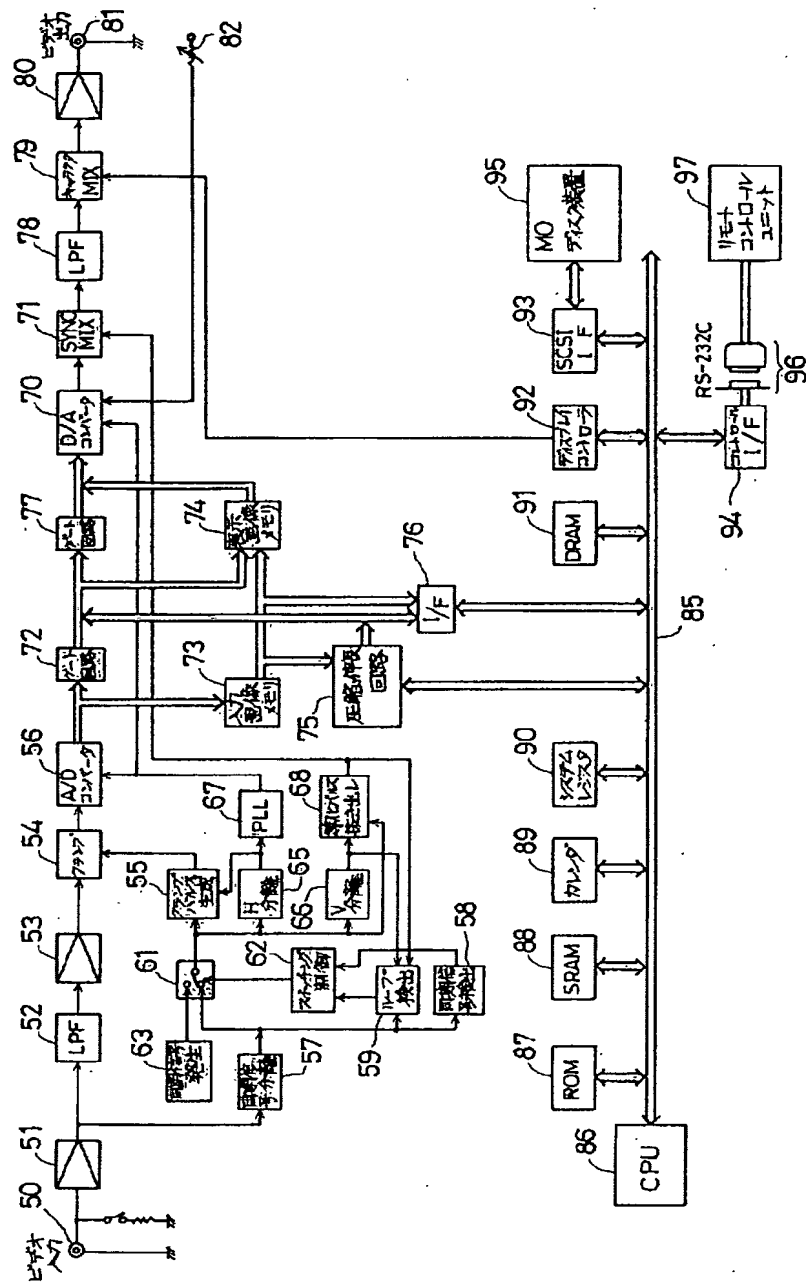 ビデオ
入力
50
51
52
LPF
53
54
クランプ
56
A/D
コンバータ
72
ゲート
回路
77
ゲート
回路
70
D/A
コンバータ
71
SYNC
MIX
78
LPF
79
キャラクタ
MIX
80
ビデオ
出力
81
82
63
同期信
号発生
61
55
クランプ
パルス
生成
62
スイッチング
制御
57
同期信
号分離
65
H
分離
67
PLL
66
V
分離
68
等化パルス
抜き出し
59
ループ
検出
58
同期信
号検出
73
入力
画像
メモリ
74
表示
画像
メモリ
75
圧縮伸長
回路
76
I/F
86
CPU
87
ROM
88
SRAM
89
カレンダ
90
システム
レジスタ
85
91
DRAM
92
ディスプレイ
コントローラ
93
SCSI
I/F
95
MO
ディスク装置
94
コントロール
I/F
RS-232C
96
97
リモート
コントロール
ユニット